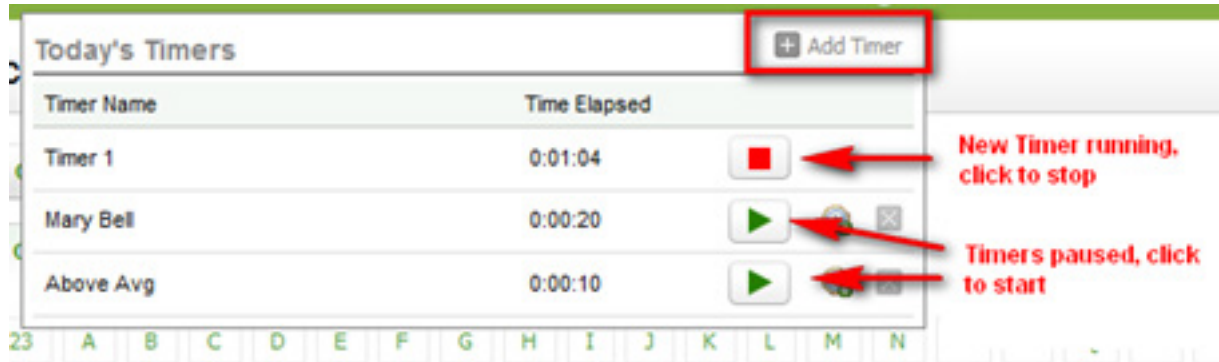 Today's Timers
Add Timer
Timer Name Time Elapsed
Timer 1 0:01:04
New Timer running,
click to stop
Mary Bell 0:00:20
Timers paused, click
to start
Above Avg 0:00:10
23 A B C D E F G H I J K L M N